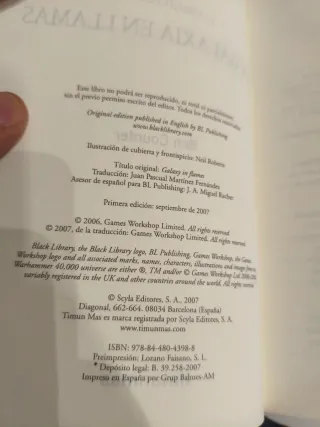 Este libro no podrá ser reproducido, ni total ni parcialmente,
sin el previo permiso escrito del editor. Todos los derechos reservados
Original edition published in English by BL Publishing
www.blacklibrary.com
Ilustración de cubierta y frontispicio: Neil Roberts
Título original: Galaxy in flames
Traducción: Juan Pascual Martínez Fernández
Asesor de español para BL Publishing: J. A. Miguel
Primera edición: septiembre de 2007
© 2006, Games Workshop Limited. All rights reserved
© 2007, de la traducción, Games Workshop Limited. All rights reserved
Black Library, the Black Library logo, BL Publishing, Games Workshop, the Games
Workshop logo and all associated marks, names, characters, illustrations and images from the
Warhammer 40,000 universe are either ®, TM and/or © Games Workshop Ltd
variably registered in the UK and other countries around the world. All rights reserved.
© Scyla Editores, S. A., 2007
Diagonal, 662-664. 08034 Barcelona (España)
Timun Mas es marca registrada por Scyla Editores, S. A.
www.timunmas.com
ISBN: 978-84-480-4398-8
Preimpresión: Lozano Faisano, S. L.
Depósito legal: B. 39.258-2007
Impreso en España por Grup Balmes-AM